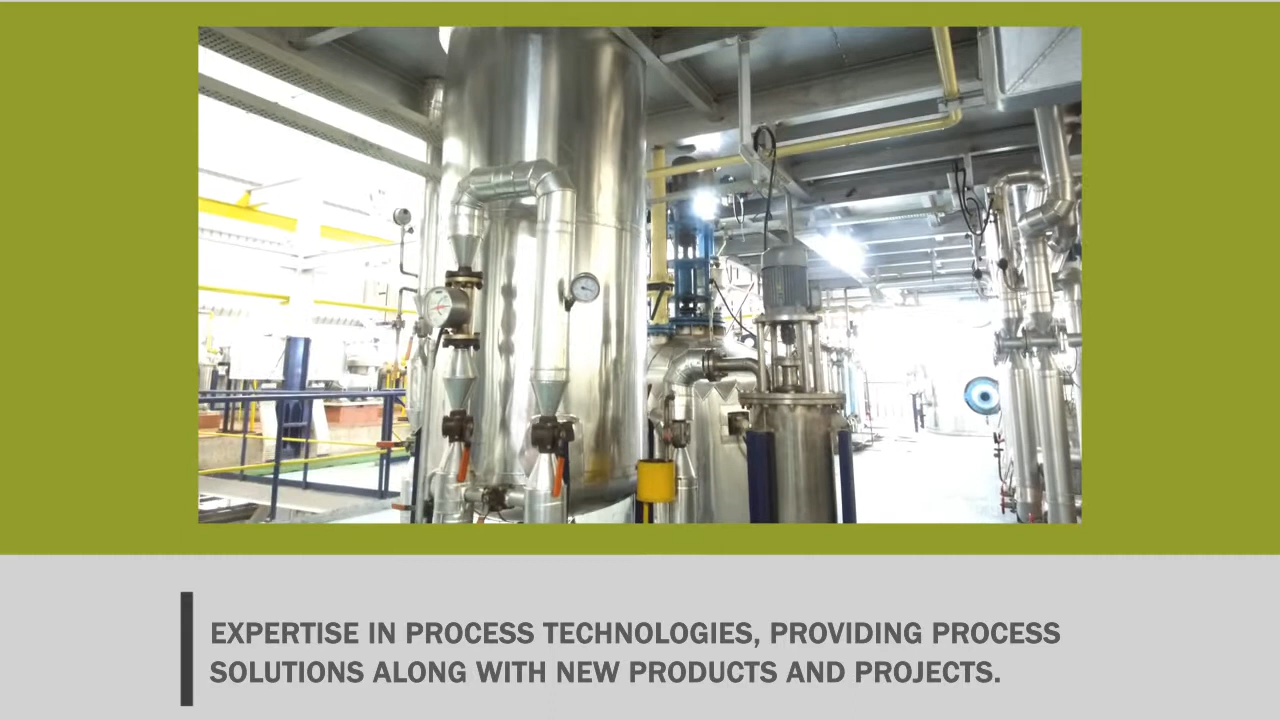 EXPERTISE IN PROCESS TECHNOLOGIES, PROVIDING PROCESS
SOLUTIONS ALONG WITH NEW PRODUCTS AND PROJECTS.